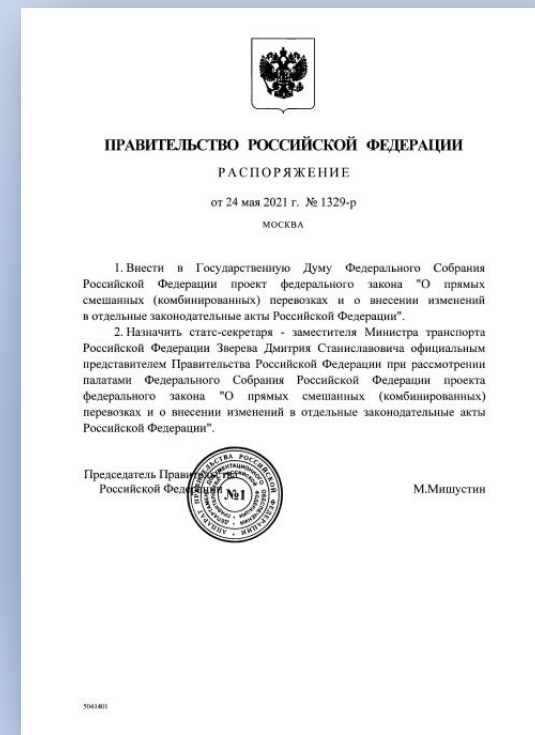 ПРАВИТЕЛЬСТВО РОССИЙСКОЙ ФЕДЕРАЦИИ
РАСПОРЯЖЕНИЕ
от 24 мая 2021 г. № 1329-р
МОСКВА
1. Внести в Государственную Думу Федерального Собрания
Российской Федерации проект федерального закона "О прямых
смешанных (комбинированных) перевозках и о внесении изменений
в отдельные законодательные акты Российской Федерации".
2. Назначить статс-секретаря - заместителя Министра транспорта
Российской Федерации Зверева Дмитрия Станиславовича официальным
представителем Правительства Российской Федерации при рассмотрении
палатами Федерального Собрания Российской Федерации проекта
федерального закона "О прямых смешанных (комбинированных)
перевозках и о внесении изменений в отдельные законодательные акты
Российской Федерации".
Председатель Правительства
Российской Федерации
М.Мишустин
АППАРАТ ПРАВИТЕЛЬСТВА РОССИЙСКОЙ ФЕДЕРАЦИИ
№1
5041401